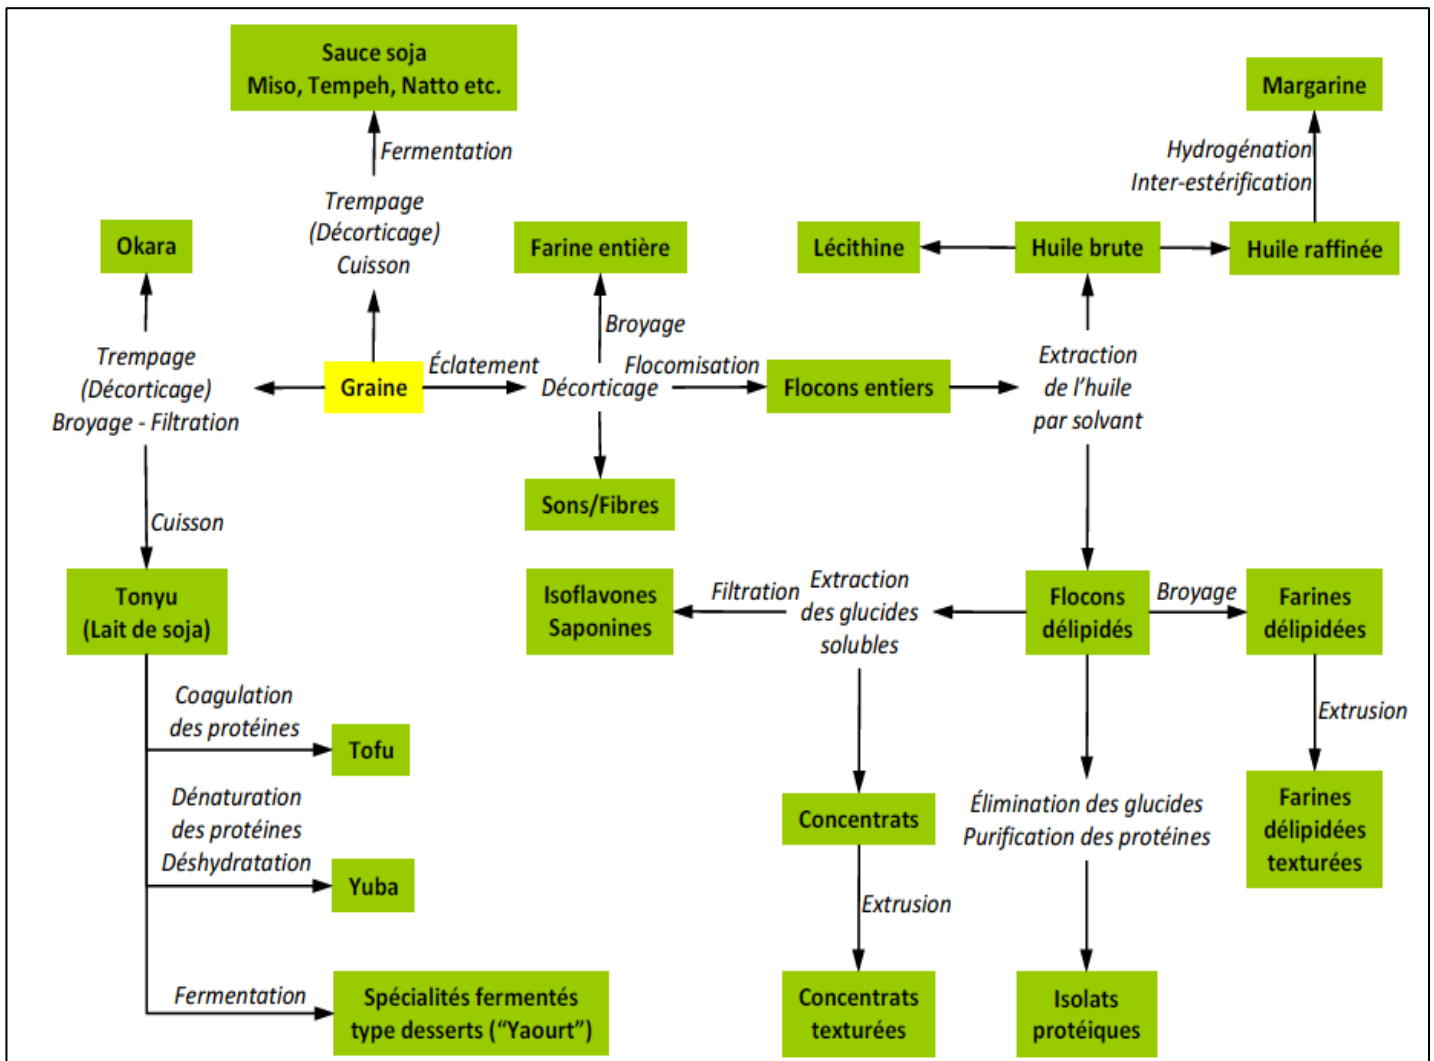 Sauce soja
Miso, Tempeh, Natto etc.
Margarine
Fermentation
Hydrogénation
Inter-estérification
Trempage
(Décorticage)
Cuisson
Okara
Farine entière
Lécithine
Huile brute
Huile raffinée
Broyage
Trempage
(Décorticage)
Broyage - Filtration
Graine
Éclatement
Décorticage
Flocomisation
Flocons entiers
Extraction
de l'huile
par solvant
Sons/Fibres
Cuisson
Tonyu
(Lait de soja)
Isoflavones
Saponines
Filtration
Extraction
des glucides
solubles
Flocons
délipidés
Broyage
Farines
délipidées
Coagulation
des protéines
Tofu
Extrusion
Dénaturation
des protéines
Déshydratation
Yuba
Concentrats
Élimination des glucides
Purification des protéines
Farines
délipidées
texturées
Extrusion
Fermentation
Spécialités fermentés
type desserts (“Yaourt”)
Concentrats
texturées
Isolats
protéiques